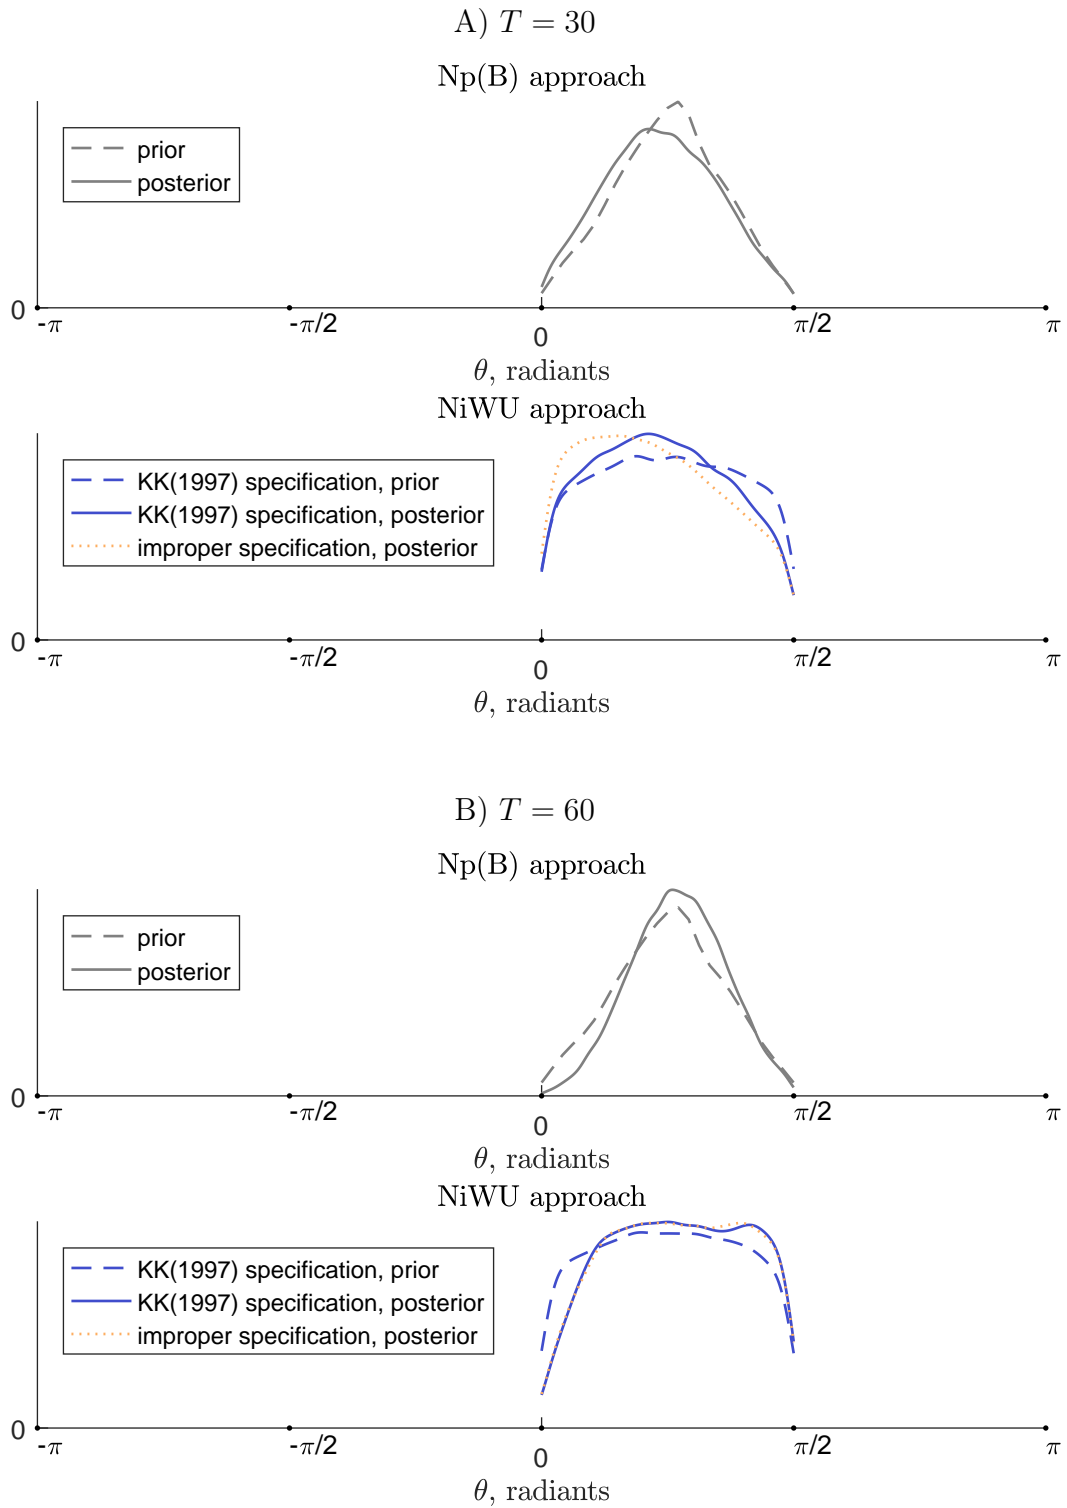 A) T = 30
Np(B) approach
prior
posterior
0
-π -π/2 0 π/2 π
θ, radiants
NiWU approach
KK(1997) specification, prior
KK(1997) specification, posterior
improper specification, posterior
0
-π -π/2 0 π/2 π
θ, radiants
B) T = 60
Np(B) approach
prior
posterior
0
-π -π/2 0 π/2 π
θ, radiants
NiWU approach
KK(1997) specification, prior
KK(1997) specification, posterior
improper specification, posterior
0
-π -π/2 0 π/2 π
θ, radiants